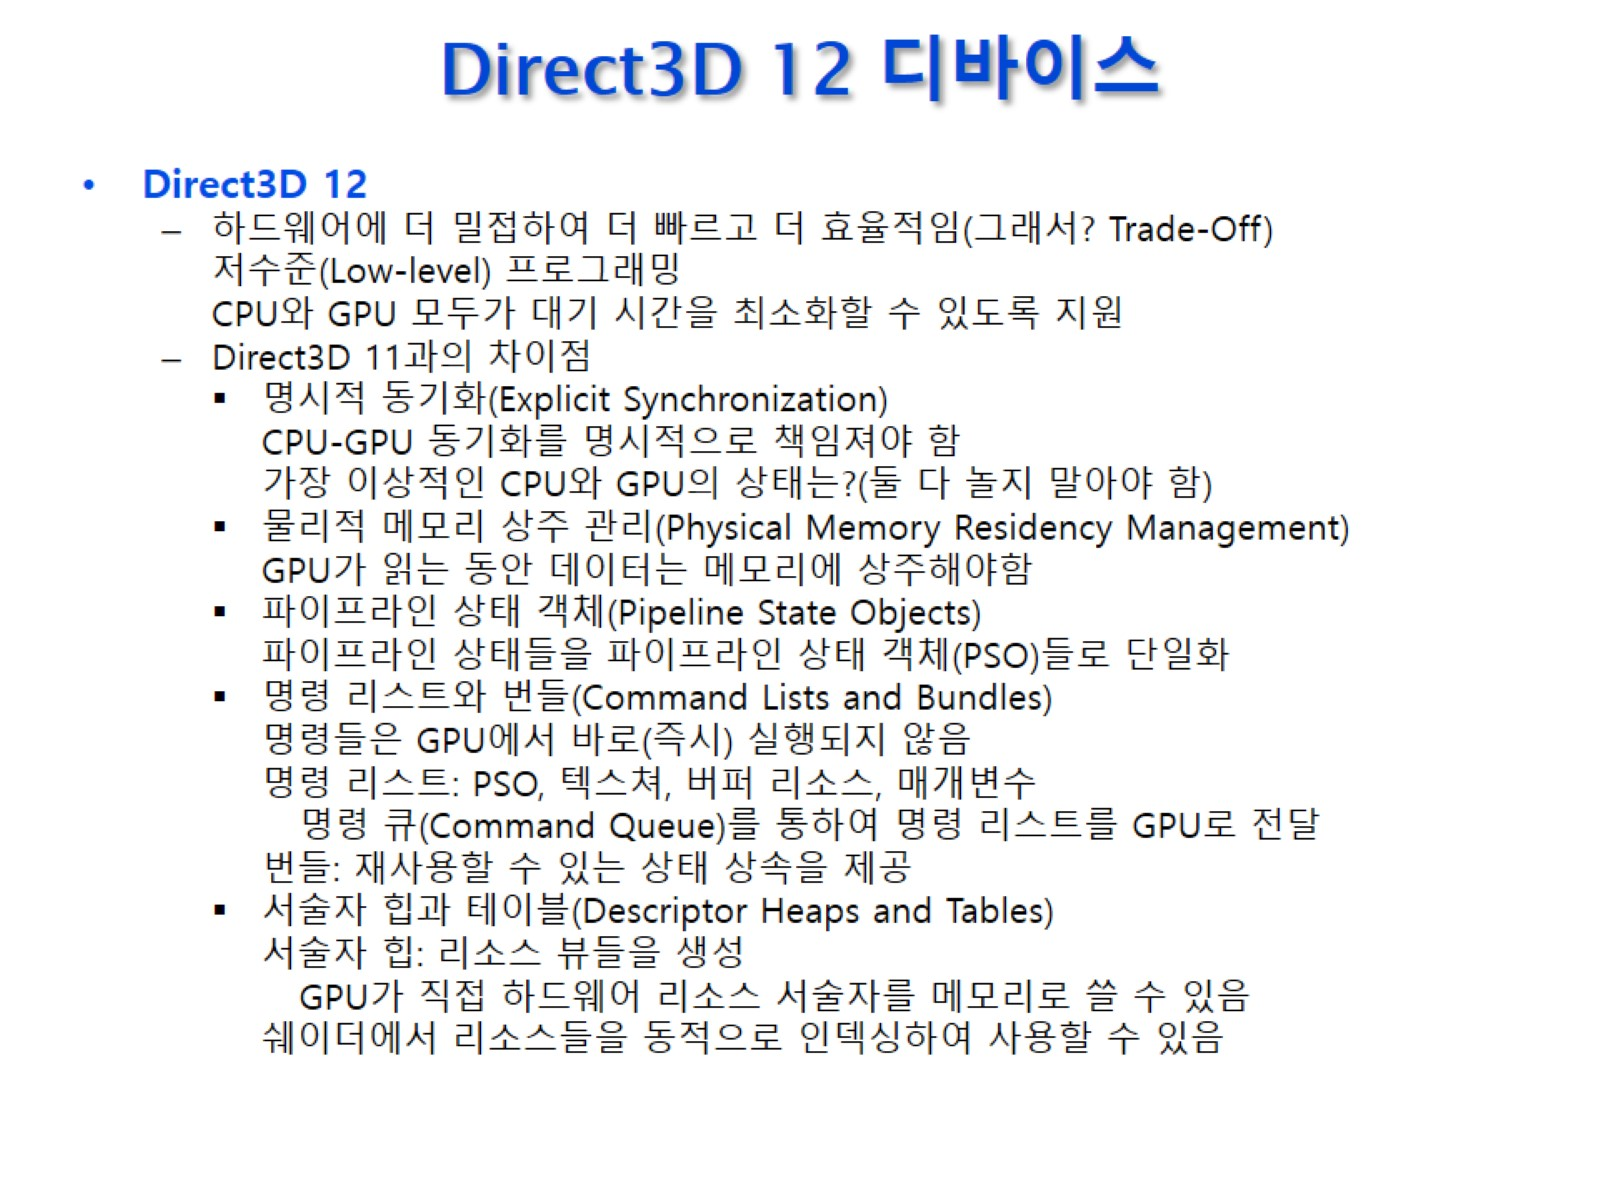 Direct3D 12 디바이스
• Direct3D 12
– 하드웨어에 더 밀접하여 더 빠르고 더 효율적임(그래서? Trade-Off)
저수준(Low-level) 프로그래밍
CPU와 GPU 모두가 대기 시간을 최소화할 수 있도록 지원
– Direct3D 11과의 차이점
▪ 명시적 동기화(Explicit Synchronization)
CPU-GPU 동기화를 명시적으로 책임져야 함
가장 이상적인 CPU와 GPU의 상태는?(둘 다 놀지 말아야 함)
▪ 물리적 메모리 상주 관리(Physical Memory Residency Management)
GPU가 읽는 동안 데이터는 메모리에 상주해야함
▪ 파이프라인 상태 객체(Pipeline State Objects)
파이프라인 상태들을 파이프라인 상태 객체(PSO)들로 단일화
▪ 명령 리스트와 번들(Command Lists and Bundles)
명령들은 GPU에서 바로(즉시) 실행되지 않음
명령 리스트: PSO, 텍스쳐, 버퍼 리소스, 매개변수
명령 큐(Command Queue)를 통하여 명령 리스트를 GPU로 전달
번들: 재사용할 수 있는 상태 상속을 제공
▪ 서술자 힙과 테이블(Descriptor Heaps and Tables)
서술자 힙: 리소스 뷰들을 생성
GPU가 직접 하드웨어 리소스 서술자를 메모리로 쓸 수 있음
쉐이더에서 리소스들을 동적으로 인덱싱하여 사용할 수 있음